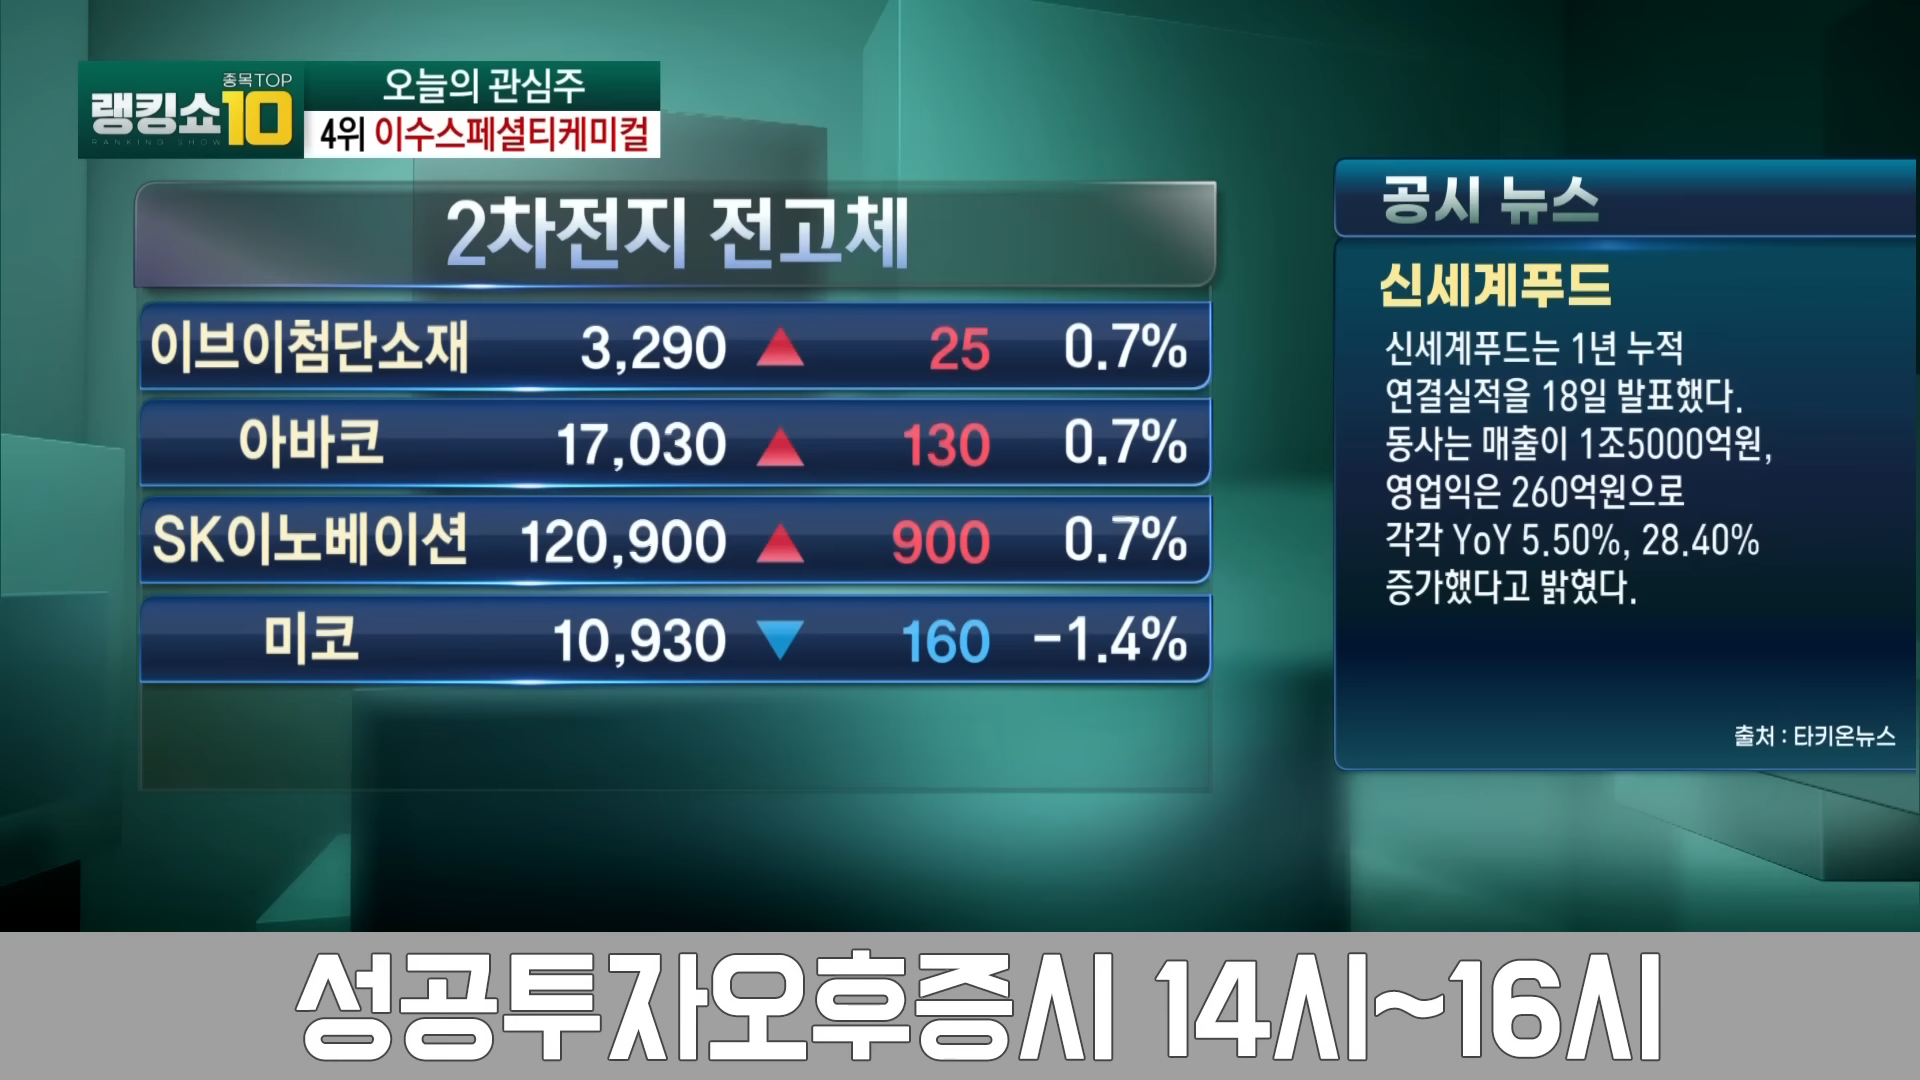 종목TOP
랭킹쇼10
RANKING SHOW
오늘의 관심주
4위 이수스페셜티케미컬
2차전지 전고체
이브이첨단소재 3,290 ▲ 25 0.7%
아바코 17,030 ▲ 130 0.7%
SK이노베이션 120,900 ▲ 900 0.7%
미코 10,930 ▼ 160 -1.4%
공시 뉴스
신세계푸드
신세계푸드는 1년 누적
연결실적을 18일 발표했다.
동사는 매출이 1조5000억원,
영업익은 260억원으로
각각 YoY 5.50%, 28.40%
증가했다고 밝혔다.
출처 : 타키온뉴스
성공투자오후증시 14시~16시